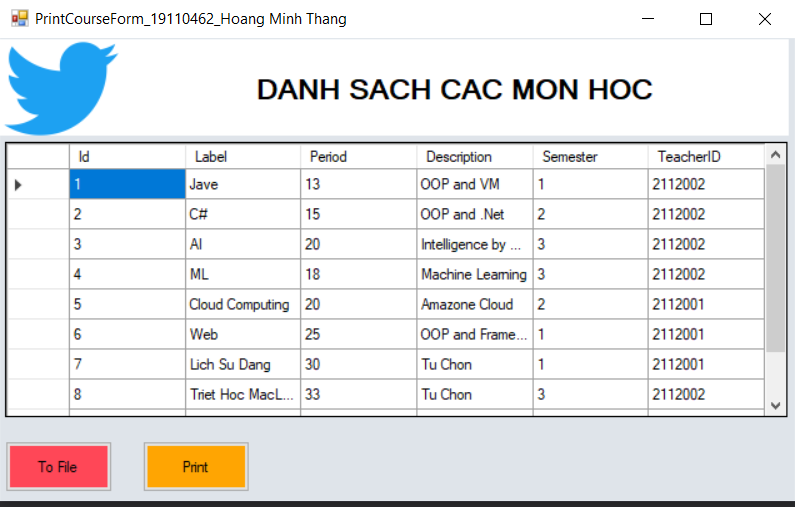 PrintCourseForm_19110462_Hoang Minh Thang
DANH SACH CAC MON HOC
Id Label Period Description Semester TeacherID
1 Jave 13 OOP and VM 1 2112002
2 C# 15 OOP and .Net 2 2112002
3 AI 20 Intelligence by ... 3 2112002
4 ML 18 Machine Learning 3 2112002
5 Cloud Computing 20 Amazone Cloud 2 2112001
6 Web 25 OOP and Frame... 1 2112001
7 Lich Su Dang 30 Tu Chon 1 2112001
8 Triet Hoc MacL... 33 Tu Chon 3 2112002
To File Print